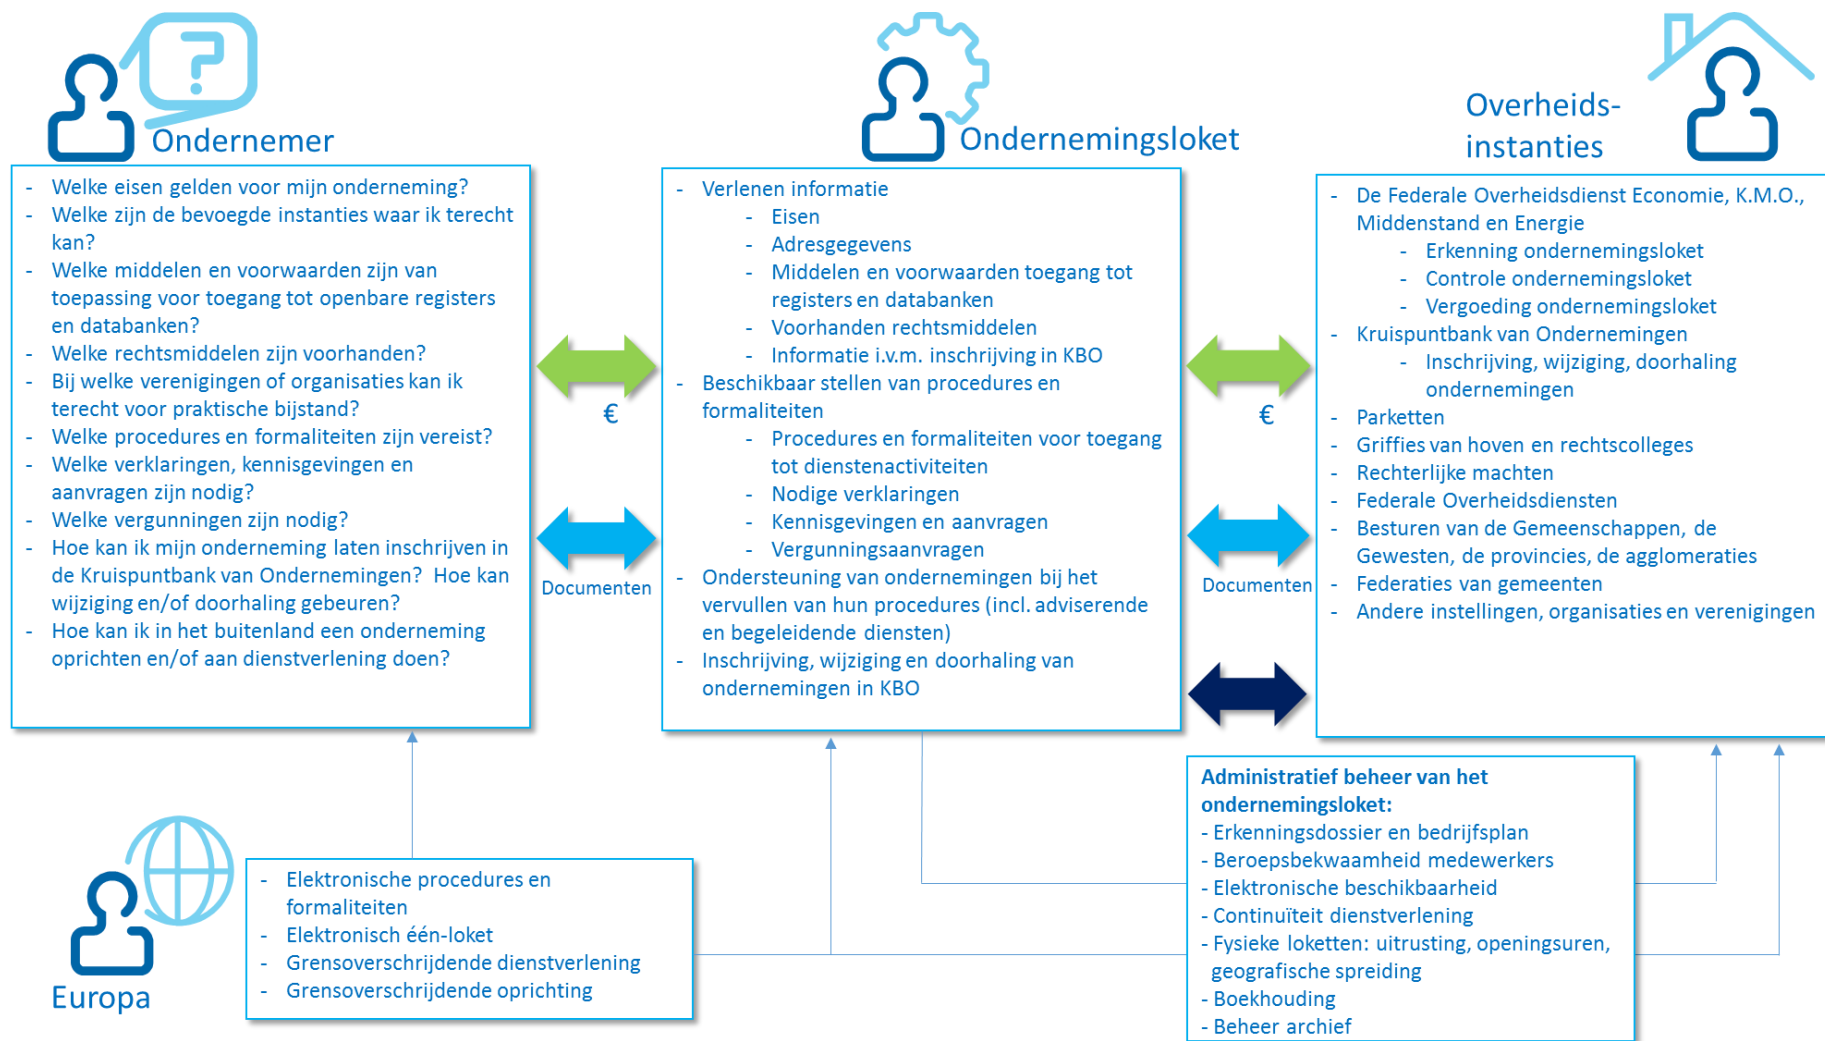 Ondernemer
- Welke eisen gelden voor mijn onderneming?
- Welke zijn de bevoegde instanties waar ik terecht
kan?
- Welke middelen en voorwaarden zijn van
toepassing voor toegang tot openbare registers
en databanken?
- Welke rechtsmiddelen zijn voorhanden?
- Bij welke verenigingen of organisaties kan ik
terecht voor praktische bijstand?
- Welke procedures en formaliteiten zijn vereist?
- Welke verklaringen, kennisgevingen en
aanvragen zijn nodig?
- Welke vergunningen zijn nodig?
- Hoe kan ik mijn onderneming laten inschrijven in
de Kruispuntbank van Ondernemingen? Hoe kan
wijziging en/of doorhaling gebeuren?
- Hoe kan ik in het buitenland een onderneming
oprichten en/of aan dienstverlening doen?
€
Documenten
Ondernemingsloket
- Verlenen informatie
- Eisen
- Adresgegevens
- Middelen en voorwaarden toegang tot
registers en databanken
- Voorhanden rechtsmiddelen
- Informatie i.v.m. inschrijving in KBO
- Beschikbaar stellen van procedures en
formaliteiten
- Procedures en formaliteiten voor toegang
tot dienstenactiviteiten
- Nodige verklaringen
- Kennisgevingen en aanvragen
- Vergunningsaanvragen
- Ondersteuning van ondernemingen bij het
vervullen van hun procedures (incl. adviserende
en begeleidende diensten)
- Inschrijving, wijziging en doorhaling van
ondernemingen in KBO
€
Documenten
Overheids-
instanties
- De Federale Overheidsdienst Economie, K.M.O.,
Middenstand en Energie
- Erkenning ondernemingsloket
- Controle ondernemingsloket
- Vergoeding ondernemingsloket
- Kruispuntbank van Ondernemingen
- Inschrijving, wijziging, doorhaling
ondernemingen
- Parketten
- Griffies van hoven en rechtscolleges
- Rechterlijke machten
- Federale Overheidsdiensten
- Besturen van de Gemeenschappen, de
Gewesten, de provincies, de agglomeraties
- Federaties van gemeenten
- Andere instellingen, organisaties en verenigingen
Europa
- Elektronische procedures en
formaliteiten
- Elektronisch één-loket
- Grensoverschrijdende dienstverlening
- Grensoverschrijdende oprichting
Administratief beheer van het
ondernemingsloket:
- Erkenningsdossier en bedrijfsplan
- Beroepsbekwaamheid medewerkers
- Elektronische beschikbaarheid
- Continuïteit dienstverlening
- Fysieke loketten: uitrusting, openingsuren,
geografische spreiding
- Boekhouding
- Beheer archief